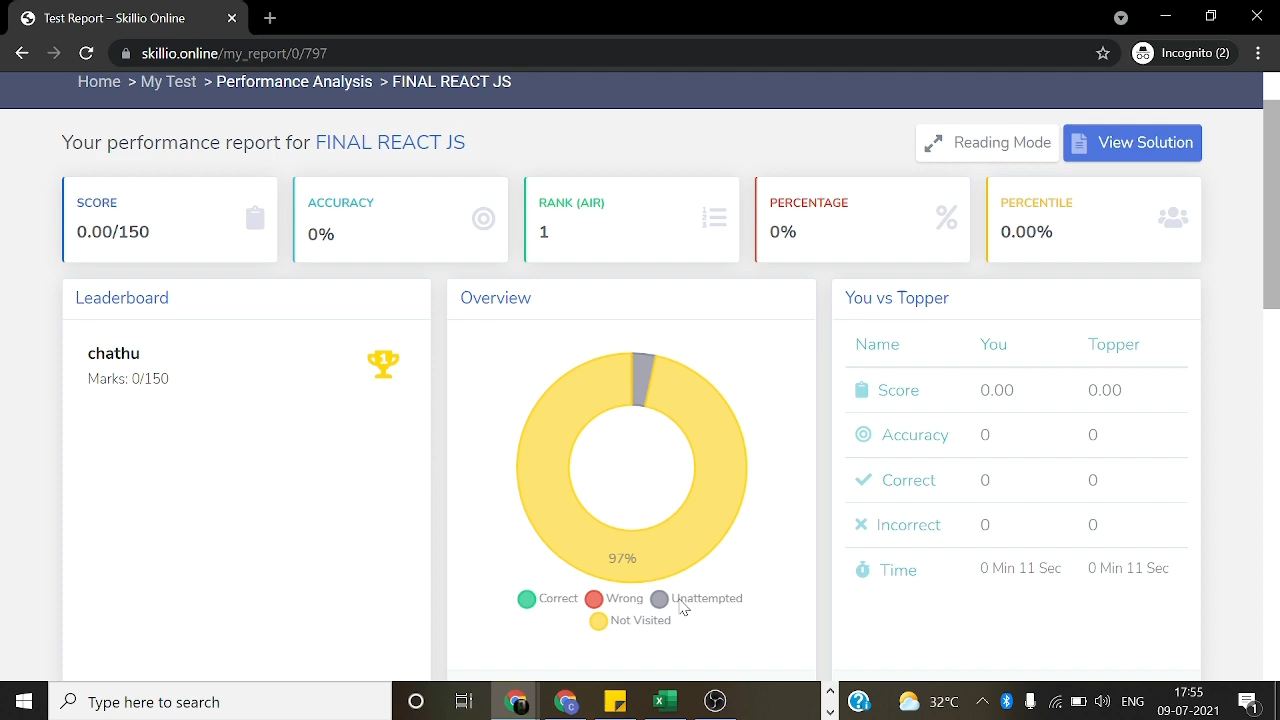 Test Report – Skillio Online
skillio.online/my_report/0/797
Incognito (2)
Home > My Test > Performance Analysis > FINAL REACT JS
Your performance report for FINAL REACT JS
Reading Mode
View Solution
SCORE
0.00/150
ACCURACY
0%
RANK (AIR)
1
PERCENTAGE
0%
PERCENTILE
0.00%
Leaderboard
chathu
Marks: 0/150
1
Overview
97%
Correct Wrong Unattempted
Not Visited
You vs Topper
Name You Topper
Score 0.00 0.00
Accuracy 0 0
Correct 0 0
Incorrect 0 0
Time 0 Min 11 Sec 0 Min 11 Sec
Type here to search
32°C
ENG
17:55
09-07-2021
1